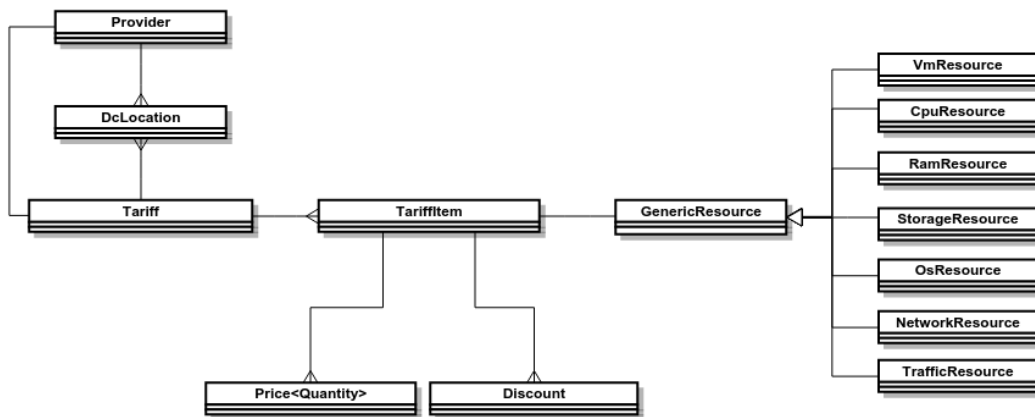 Provider
DcLocation
Tariff
TariffItem
GenericResource
VmResource
CpuResource
RamResource
StorageResource
OsResource
NetworkResource
TrafficResource
Price<Quantity>
Discount